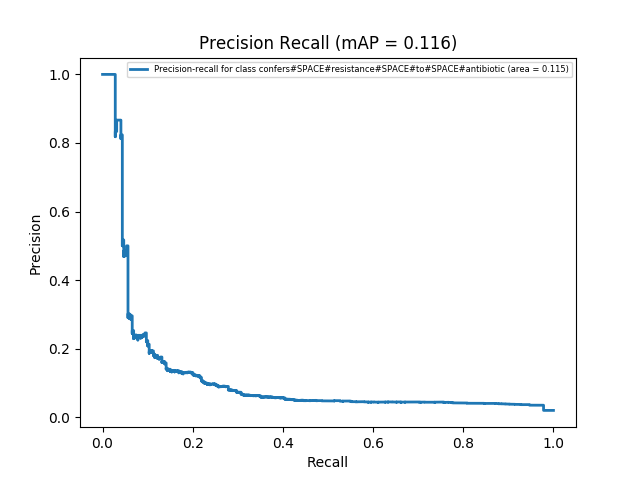 Precision Recall (mAP = 0.116)
Precision-recall for class confers#SPACE#resistance#SPACE#to#SPACE#antibiotic (area = 0.115)
1.0
0.8
0.6
0.4
0.2
0.0
Precision
0.0 0.2 0.4 0.6 0.8 1.0
Recall